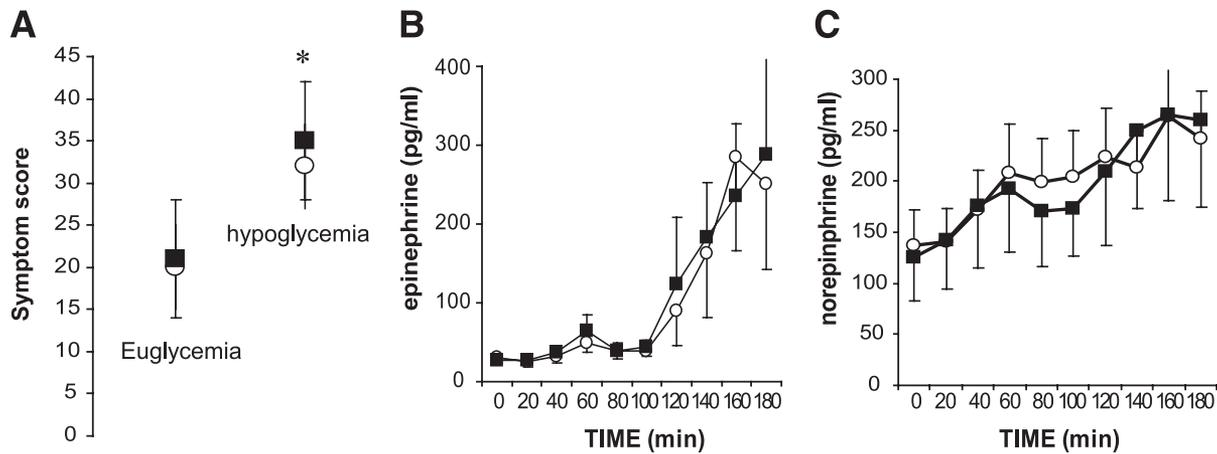 A
Symptom score
45
40
35
30
25
20
15
10
5
0
*
hypoglycemia
Euglycemia
B
epinephrine (pg/ml)
400
300
200
100
0
0 20 40 60 80 100 120 140 160 180
TIME (min)
C
norepinphrine (pg/ml)
300
250
200
150
100
50
0
0 20 40 60 80 100 120 140 160 180
TIME (min)